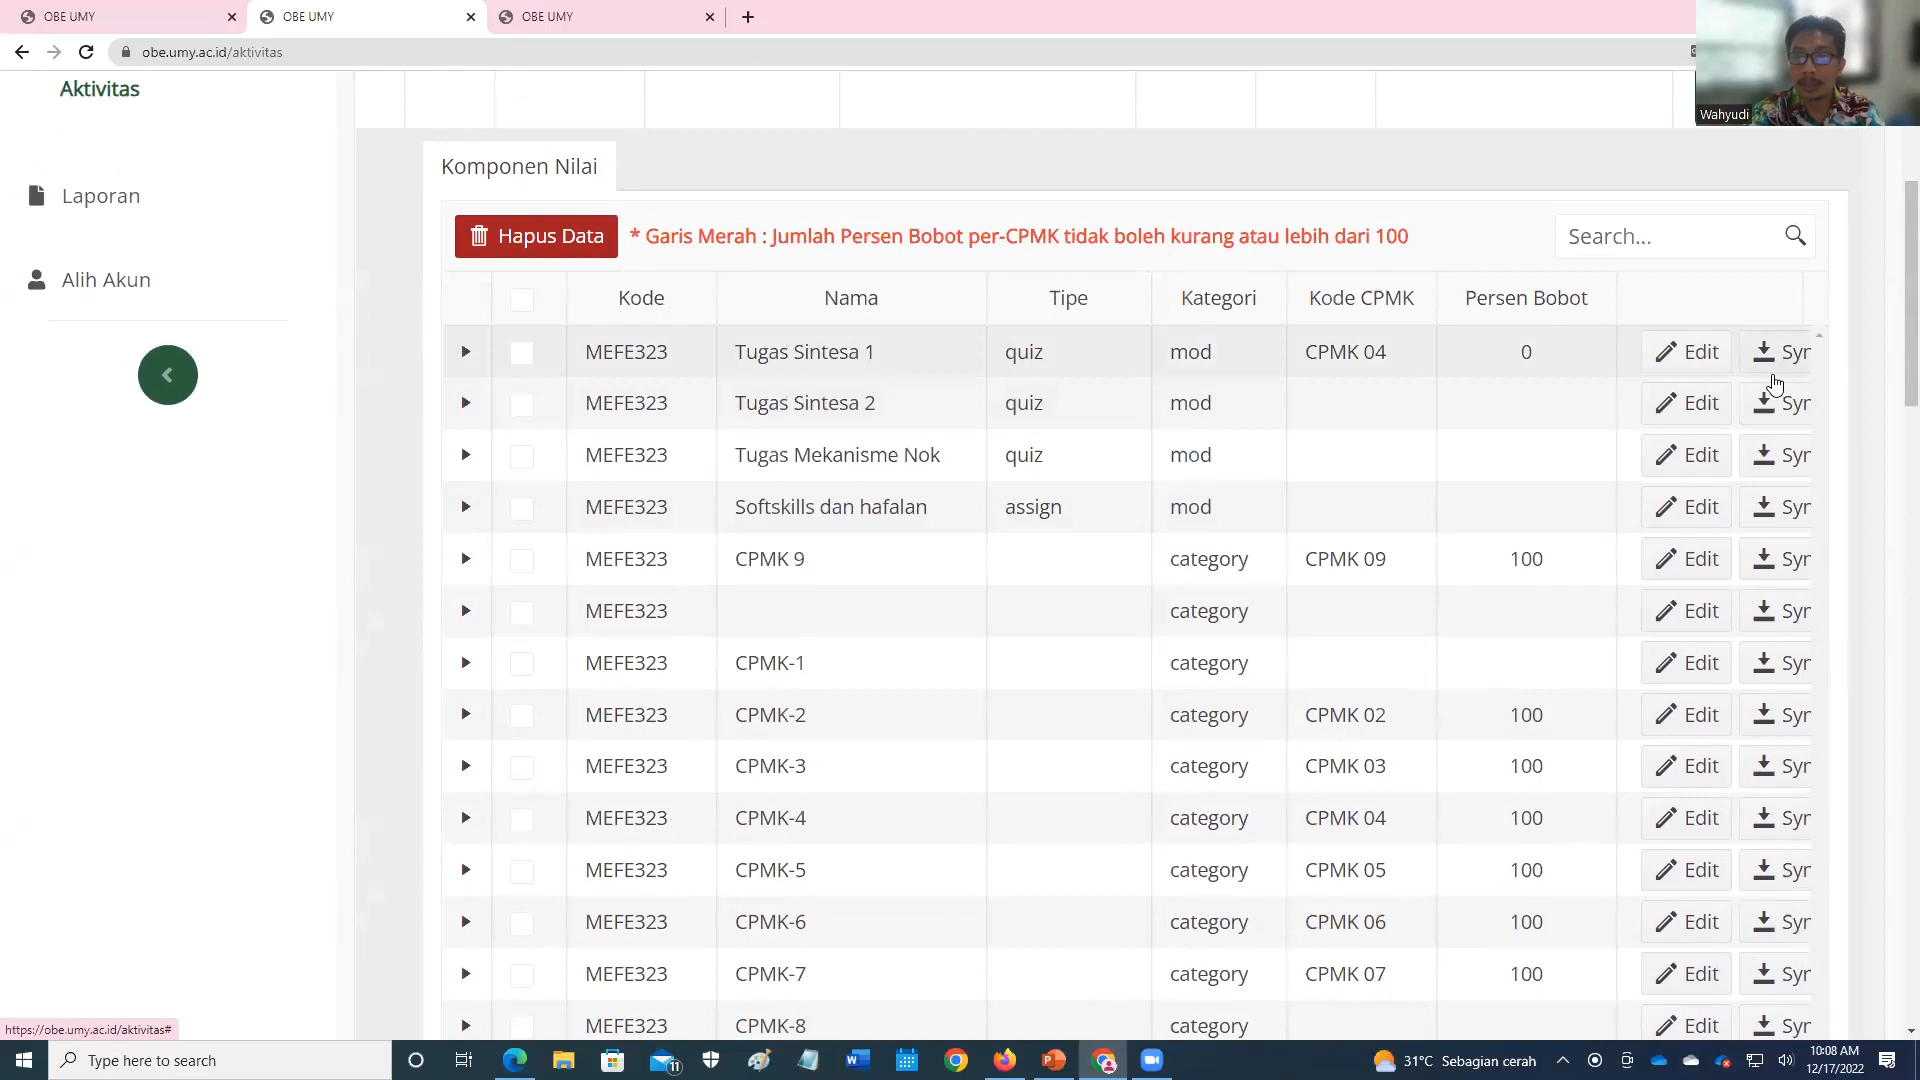 OBE UMY
OBE UMY
OBE UMY
obe.umy.ac.id/aktivitas
Wahyudi
Aktivitas
Laporan
Alih Akun
Komponen Nilai
Hapus Data * Garis Merah : Jumlah Persen Bobot per-CPMK tidak boleh kurang atau lebih dari 100 Search...
Kode Nama Tipe Kategori Kode CPMK Persen Bobot
MEFE323 Tugas Sintesa 1 quiz mod CPMK 04 0 Edit Syr
MEFE323 Tugas Sintesa 2 quiz mod Edit Syr
MEFE323 Tugas Mekanisme Nok quiz mod Edit Syr
MEFE323 Softskills dan hafalan assign mod Edit Syr
MEFE323 CPMK 9 category CPMK 09 100 Edit Syr
MEFE323 category Edit Syr
MEFE323 CPMK-1 category Edit Syr
MEFE323 CPMK-2 category CPMK 02 100 Edit Syr
MEFE323 CPMK-3 category CPMK 03 100 Edit Syr
MEFE323 CPMK-4 category CPMK 04 100 Edit Syr
MEFE323 CPMK-5 category CPMK 05 100 Edit Syr
MEFE323 CPMK-6 category CPMK 06 100 Edit Syr
MEFE323 CPMK-7 category CPMK 07 100 Edit Syr
MEFE323 CPMK-8 category Edit Syr
https://obe.umy.ac.id/aktivitas#
Type here to search
11
31°C Sebagian cerah
10:08 AM
12/17/2022